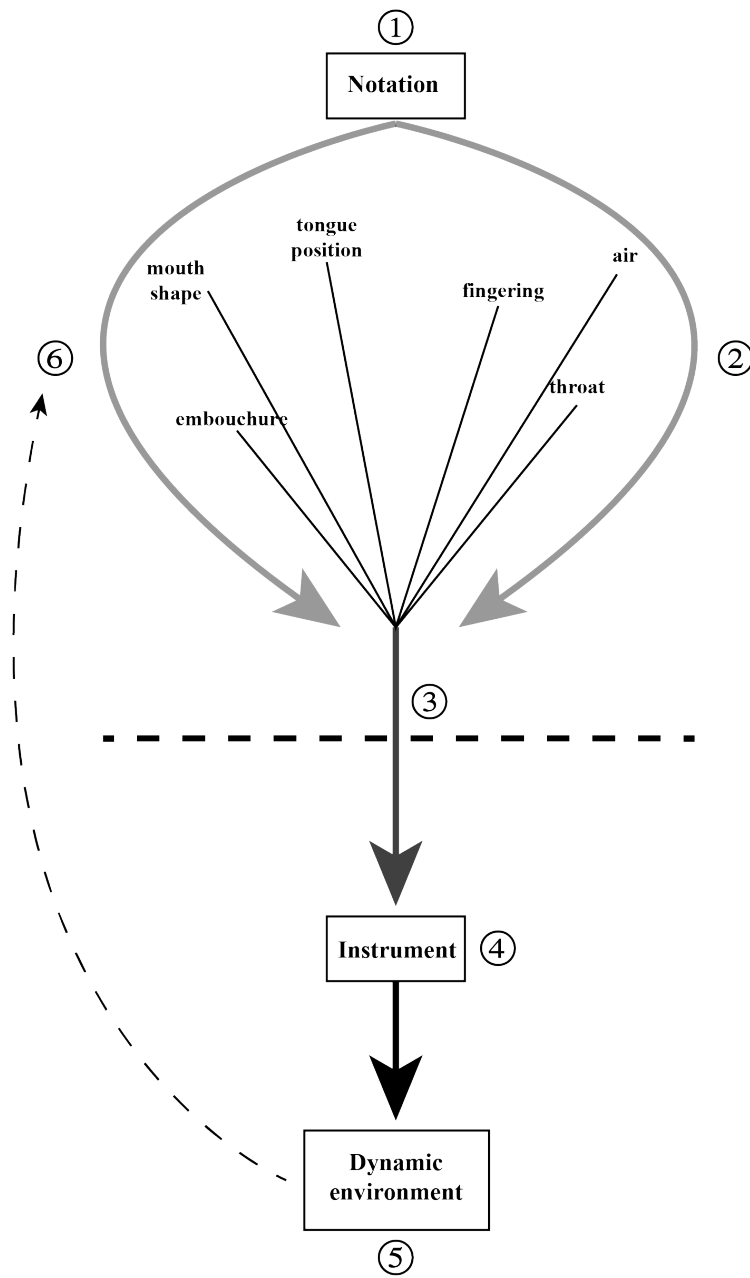 ①
Notation
tongue
position
air
mouth
shape
fingering
⑥
②
throat
embouchure
③
Instrument
④
Dynamic
environment
⑤